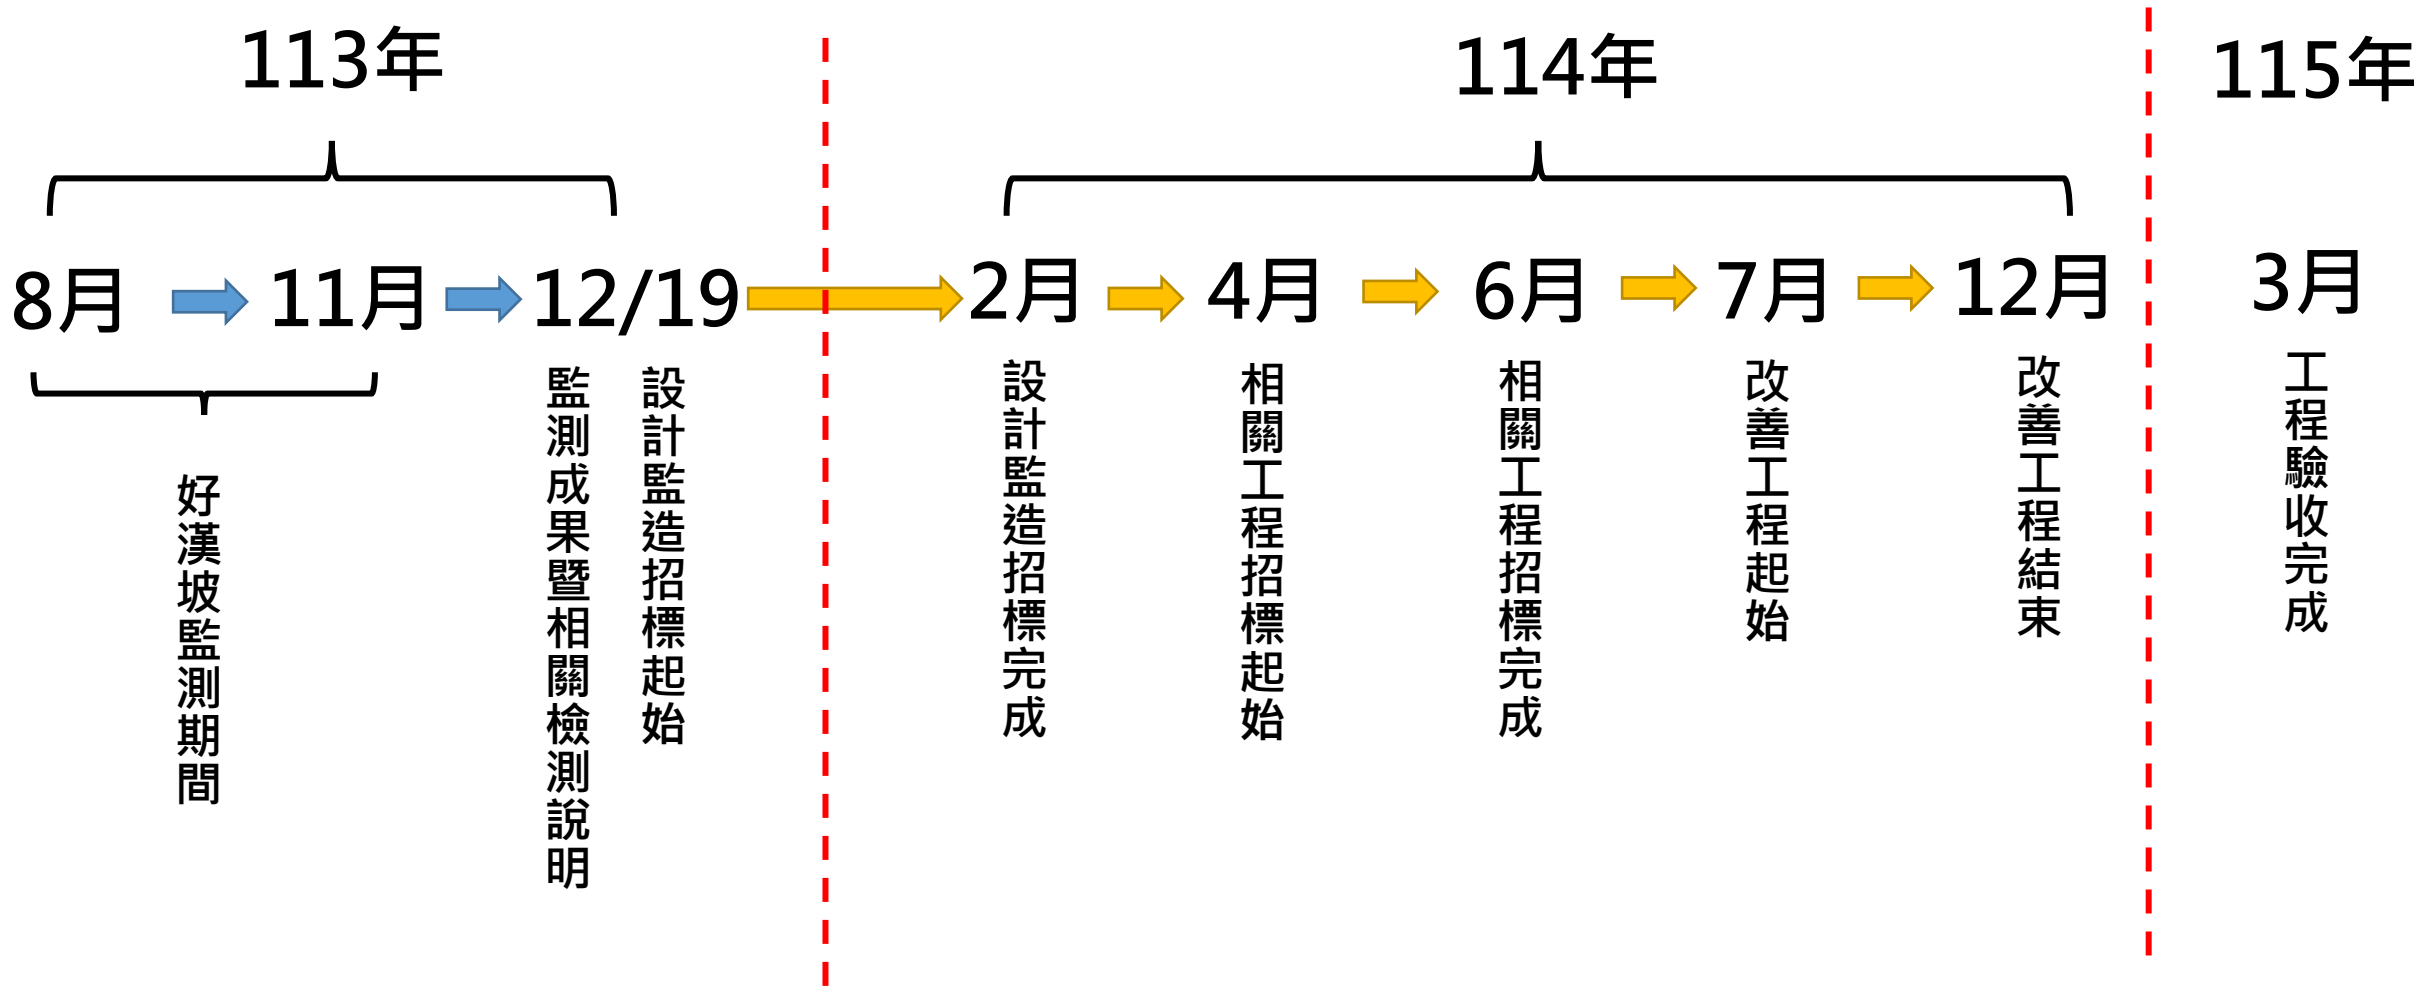 113年
114年
115年
8月
11月
12/19
2月
4月
6月
7月
12月
3月
好漢坡監測期間
監測成果暨相關檢測說明
設計監造招標起始
設計監造招標完成
相關工程招標起始
相關工程招標完成
改善工程起始
改善工程結束
工程驗收完成